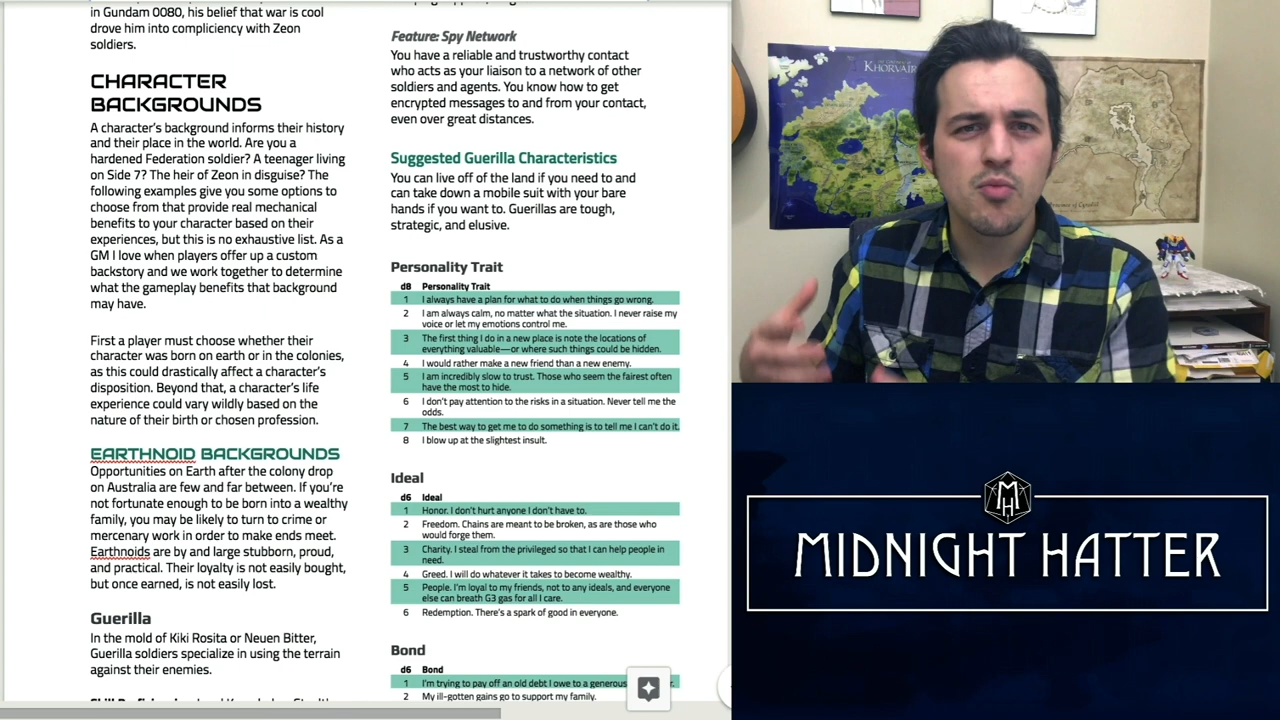 in Gundam 0080, his belief that war is cool
drove him into compliciency with Zeon
soldiers.
CHARACTER
BACKGROUNDS
A character's background informs their history
and their place in the world. Are you a
hardened Federation soldier? A teenager living
on Side 7? The heir of Zeon in disguise? The
following examples give you some options to
choose from that provide real mechanical
benefits to your character based on their
experiences, but this is no exhaustive list. As a
GM I love when players offer up a custom
backstory and we work together to determine
what the gameplay benefits that background
may have.
First a player must choose whether their
character was born on earth or in the colonies,
as this could drastically affect a character's
disposition. Beyond that, a character's life
experience could vary wildly based on the
nature of their birth or chosen profession.
EARTHNOID BACKGROUNDS
Opportunities on Earth after the colony drop
on Australia are few and far between. If you're
not fortunate enough to be born into a wealthy
family, you may be likely to turn to crime or
mercenary work in order to make ends meet.
Earthnoids are by and large stubborn, proud,
and practical. Their loyalty is not easily bought,
but once earned, is not easily lost.
Guerilla
In the mold of Kiki Rosita or Neuen Bitter,
Guerilla soldiers specialize in using the terrain
against their enemies.
Feature: Spy Network
You have a reliable and trustworthy contact
who acts as your liaison to a network of other
soldiers and agents. You know how to get
encrypted messages to and from your contact,
even over great distances.
Suggested Guerilla Characteristics
You can live off of the land if you need to and
can take down a mobile suit with your bare
hands if you want to. Guerillas are tough,
strategic, and elusive.
Personality Trait
d8 Personality Trait
1 I always have a plan for what to do when things go wrong.
2 I am always calm, no matter what the situation. I never raise my
voice or let my emotions control me.
3 The first thing I do in a new place is note the locations of
everything valuable—or where such things could be hidden.
4 I would rather make a new friend than a new enemy.
5 I am incredibly slow to trust. Those who seem the fairest often
have the most to hide.
6 I don't pay attention to the risks in a situation. Never tell me the
odds.
7 The best way to get me to do something is to tell me I can't do it.
8 I blow up at the slightest insult.
Ideal
d6 Ideal
1 Honor. I don't hurt anyone I don't have to.
2 Freedom. Chains are meant to be broken, as are those who
would forge them.
3 Charity. I steal from the privileged so that I can help people in
need.
4 Greed. I will do whatever it takes to become wealthy.
5 People. I'm loyal to my friends, not to any ideals, and everyone
else can breath G3 gas for all I care.
6 Redemption. There's a spark of good in everyone.
Bond
d6 Bond
1 I'm trying to pay off an old debt I owe to a generous
2 My ill-gotten gains go to support my family.
KHORVAIRE
MH
MIDNIGHT HATTER